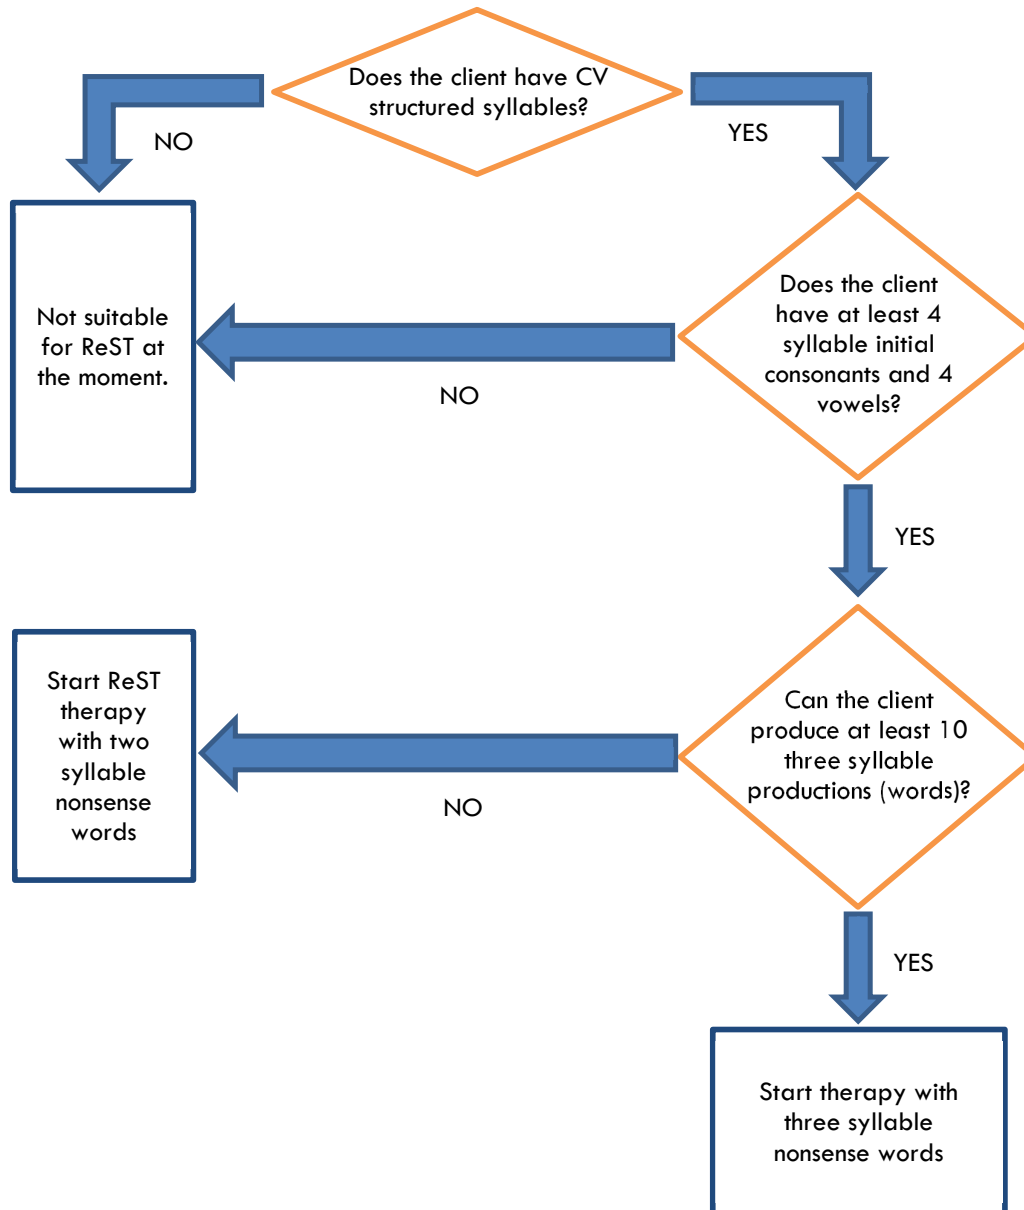 Does the client have CV
structured syllables?
NO
YES
Not suitable
for ReST at
the moment.
Does the client
have at least 4
syllable initial
consonants and 4
vowels?
NO
YES
Start ReST
therapy
with two
syllable
nonsense
words
Can the client
produce at least 10
three syllable
productions (words)?
NO
YES
Start therapy with
three syllable
nonsense words